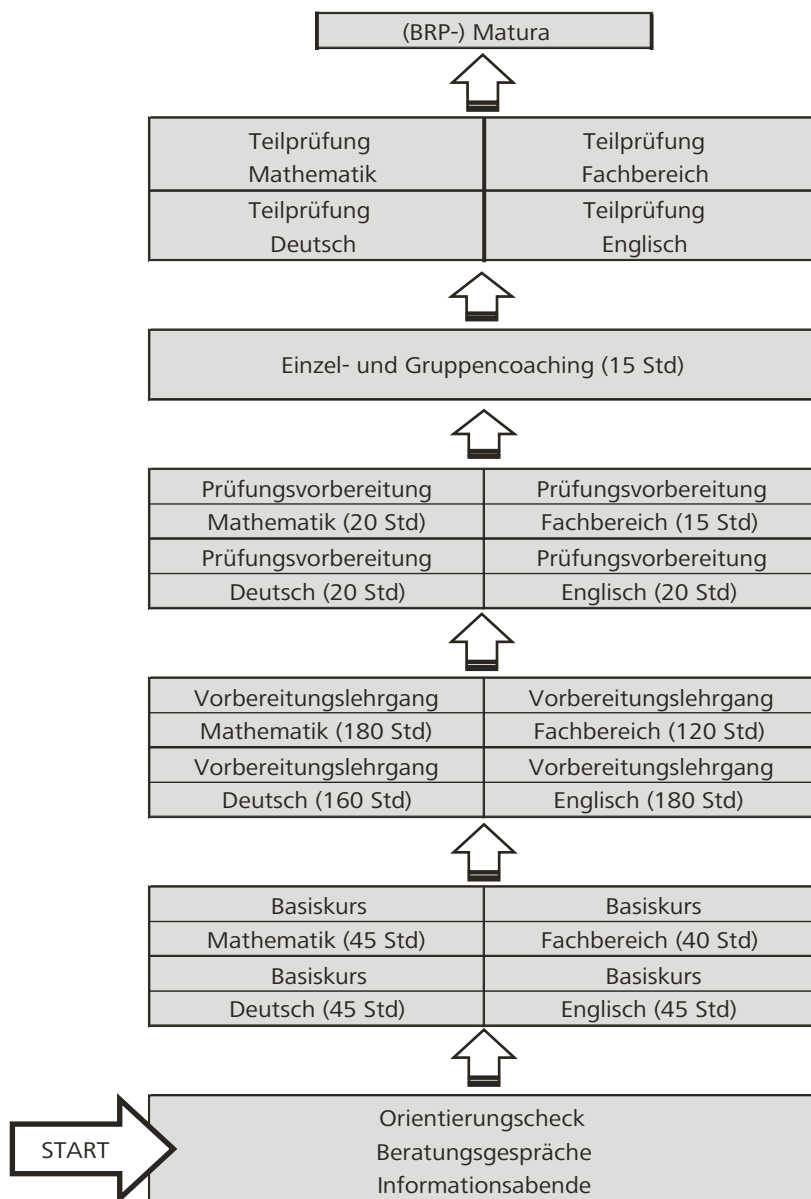 (BRP-) Matura
Teilprüfung
Mathematik
Teilprüfung
Fachbereich
Teilprüfung
Deutsch
Teilprüfung
Englisch
Einzel- und Gruppencoaching (15 Std)
Prüfungsvorbereitung
Mathematik (20 Std)
Prüfungsvorbereitung
Fachbereich (15 Std)
Prüfungsvorbereitung
Deutsch (20 Std)
Prüfungsvorbereitung
Englisch (20 Std)
Vorbereitungslehrgang
Mathematik (180 Std)
Vorbereitungslehrgang
Fachbereich (120 Std)
Vorbereitungslehrgang
Deutsch (160 Std)
Vorbereitungslehrgang
Englisch (180 Std)
Basiskurs
Mathematik (45 Std)
Basiskurs
Fachbereich (40 Std)
Basiskurs
Deutsch (45 Std)
Basiskurs
Englisch (45 Std)
START
Orientierungscheck
Beratungsgespräche
Informationsabende